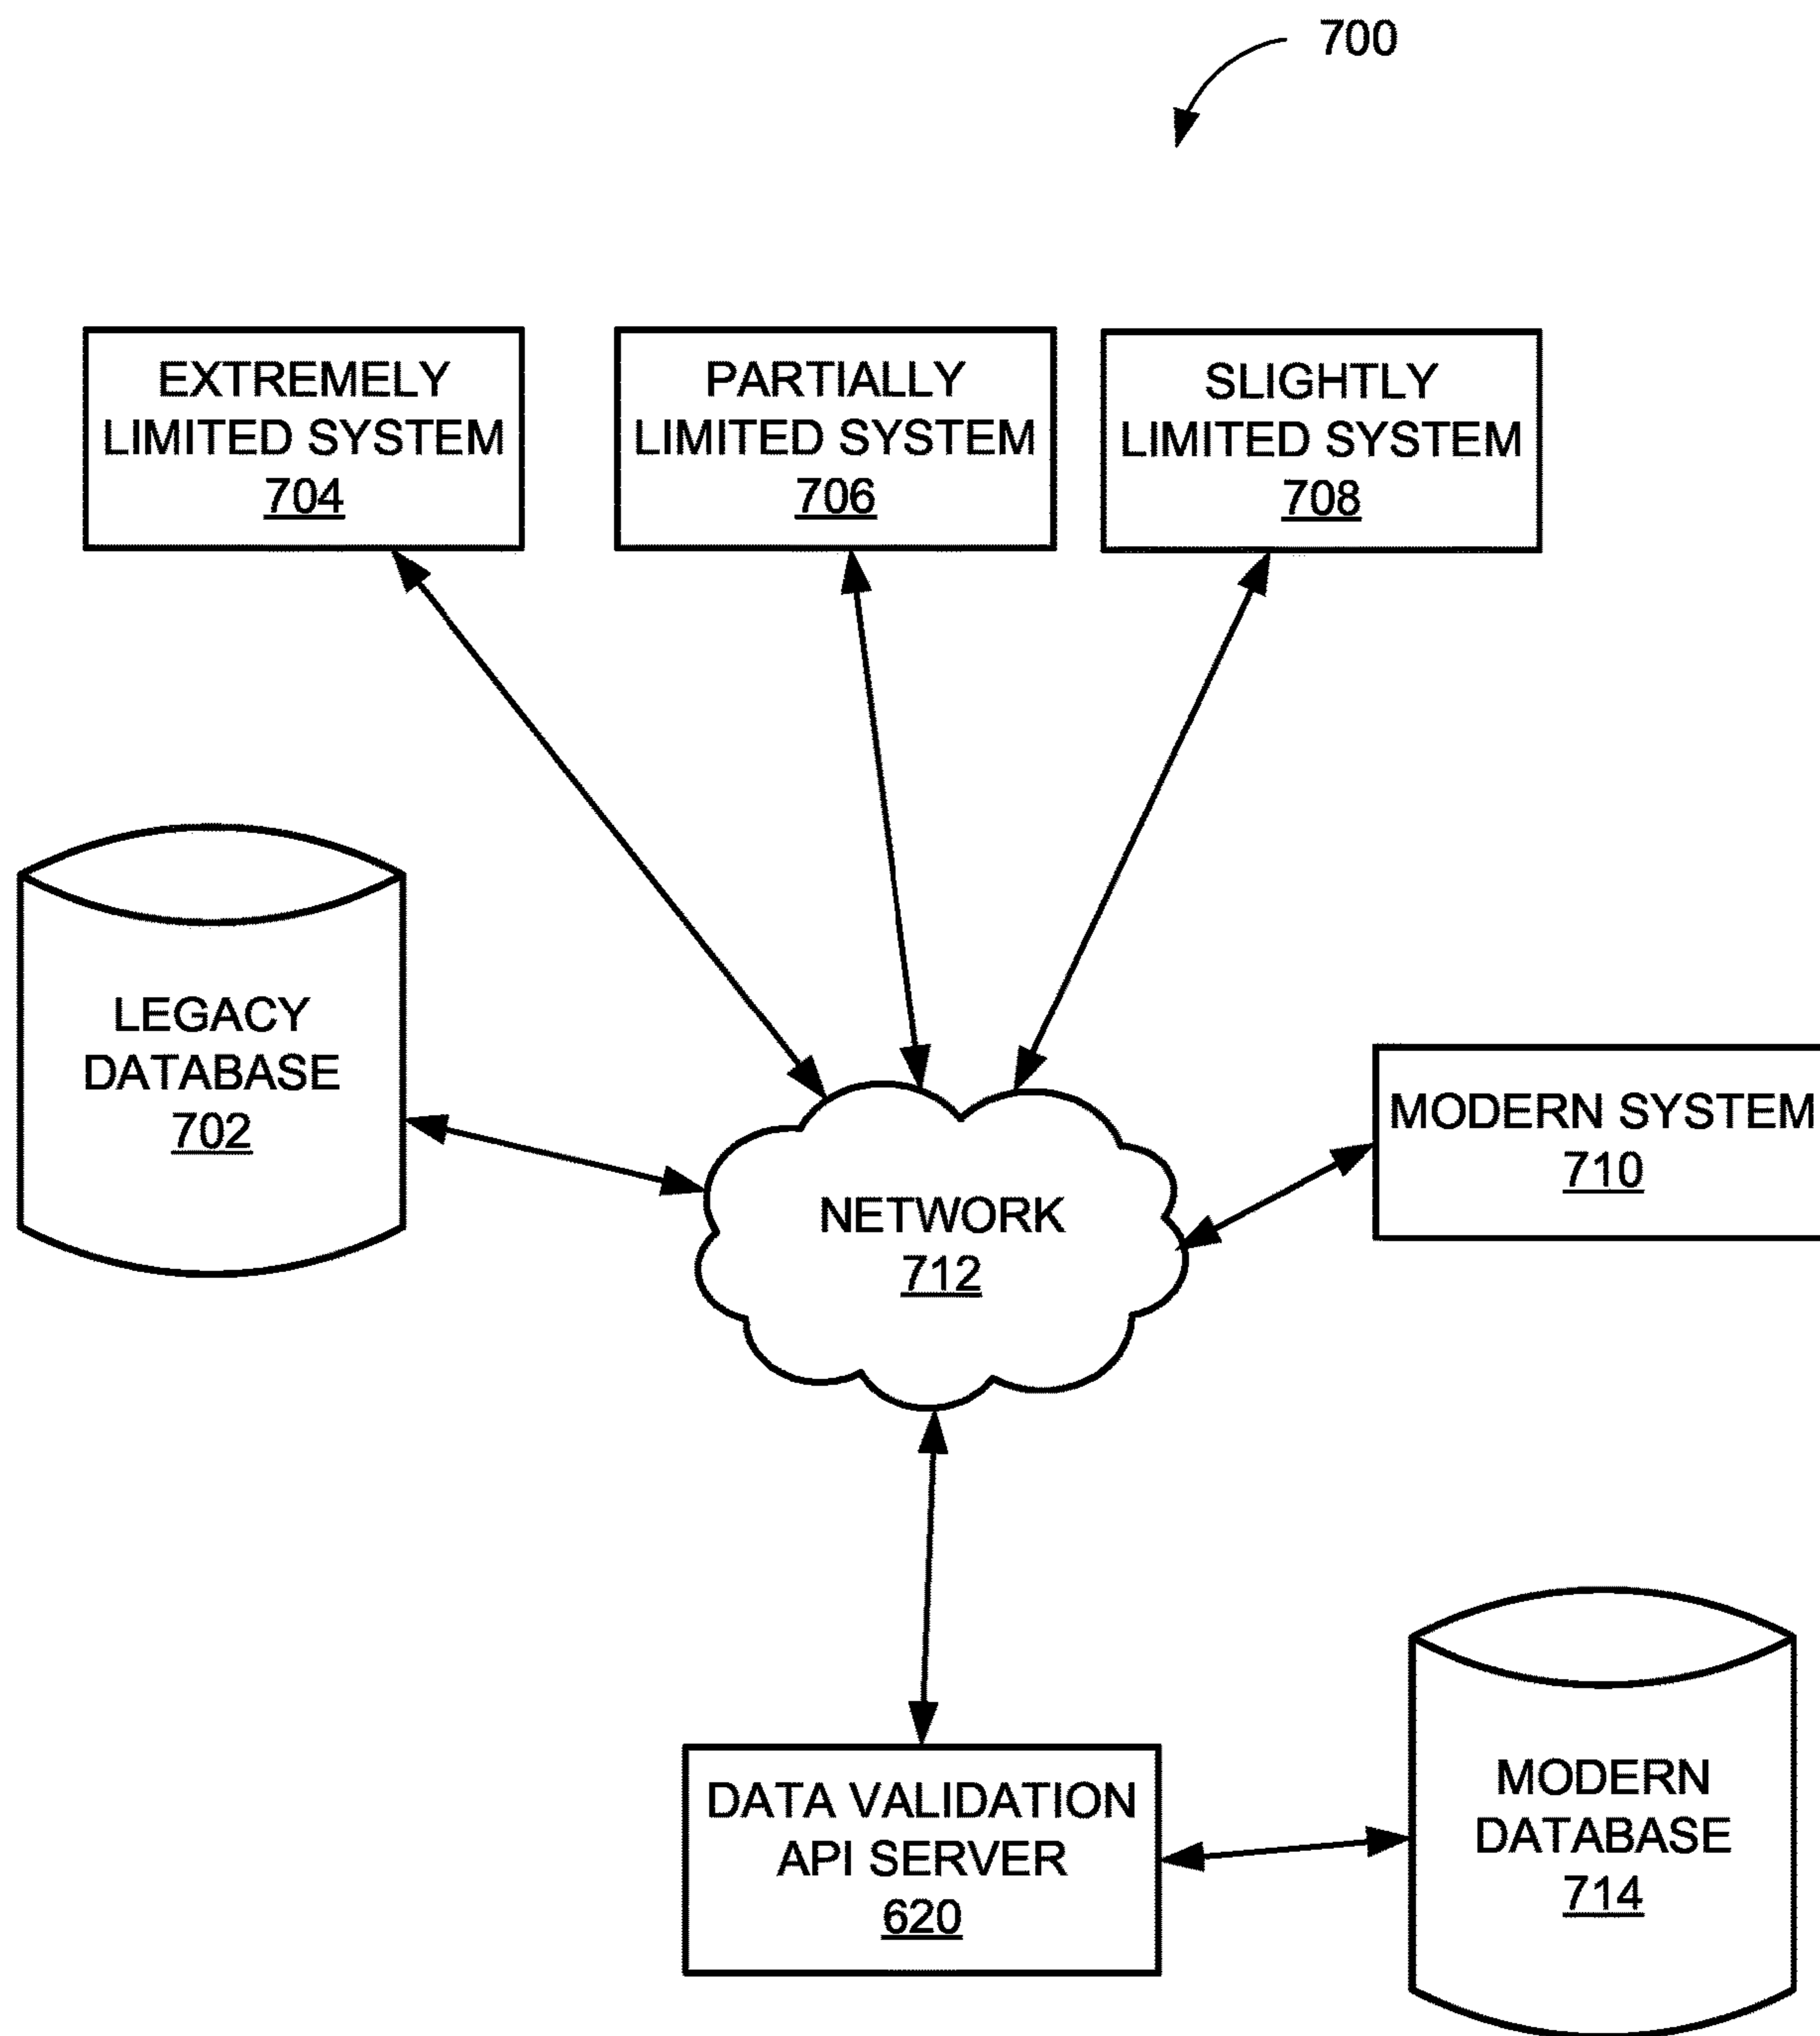 700
EXTREMELY
LIMITED SYSTEM
704
PARTIALLY
LIMITED SYSTEM
706
SLIGHTLY
LIMITED SYSTEM
708
LEGACY
DATABASE
702
MODERN SYSTEM
710
NETWORK
712
DATA VALIDATION
API SERVER
620
MODERN
DATABASE
714